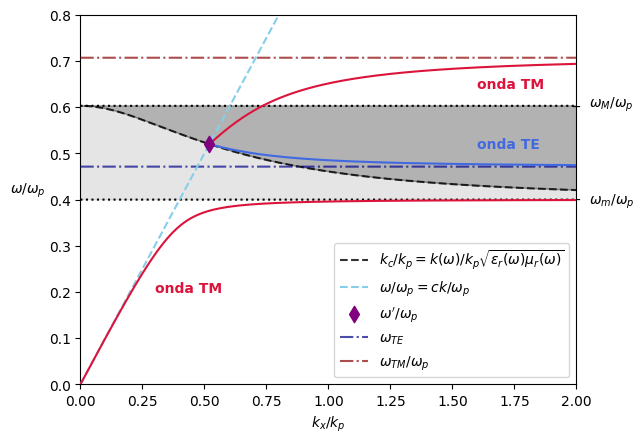 0.8
0.7
0.6
0.5
0.4
0.3
0.2
0.1
0.0
ω/ωp
onda TM
ωM/ωp
onda TE
ωm/ωp
onda TM
kc/kp = k(ω)/kp√εr(ω)μr(ω)
ω/ωp = ck/ωp
ω′/ωp
ωTE
ωTM/ωp
0.00 0.25 0.50 0.75 1.00 1.25 1.50 1.75 2.00
kx/kp